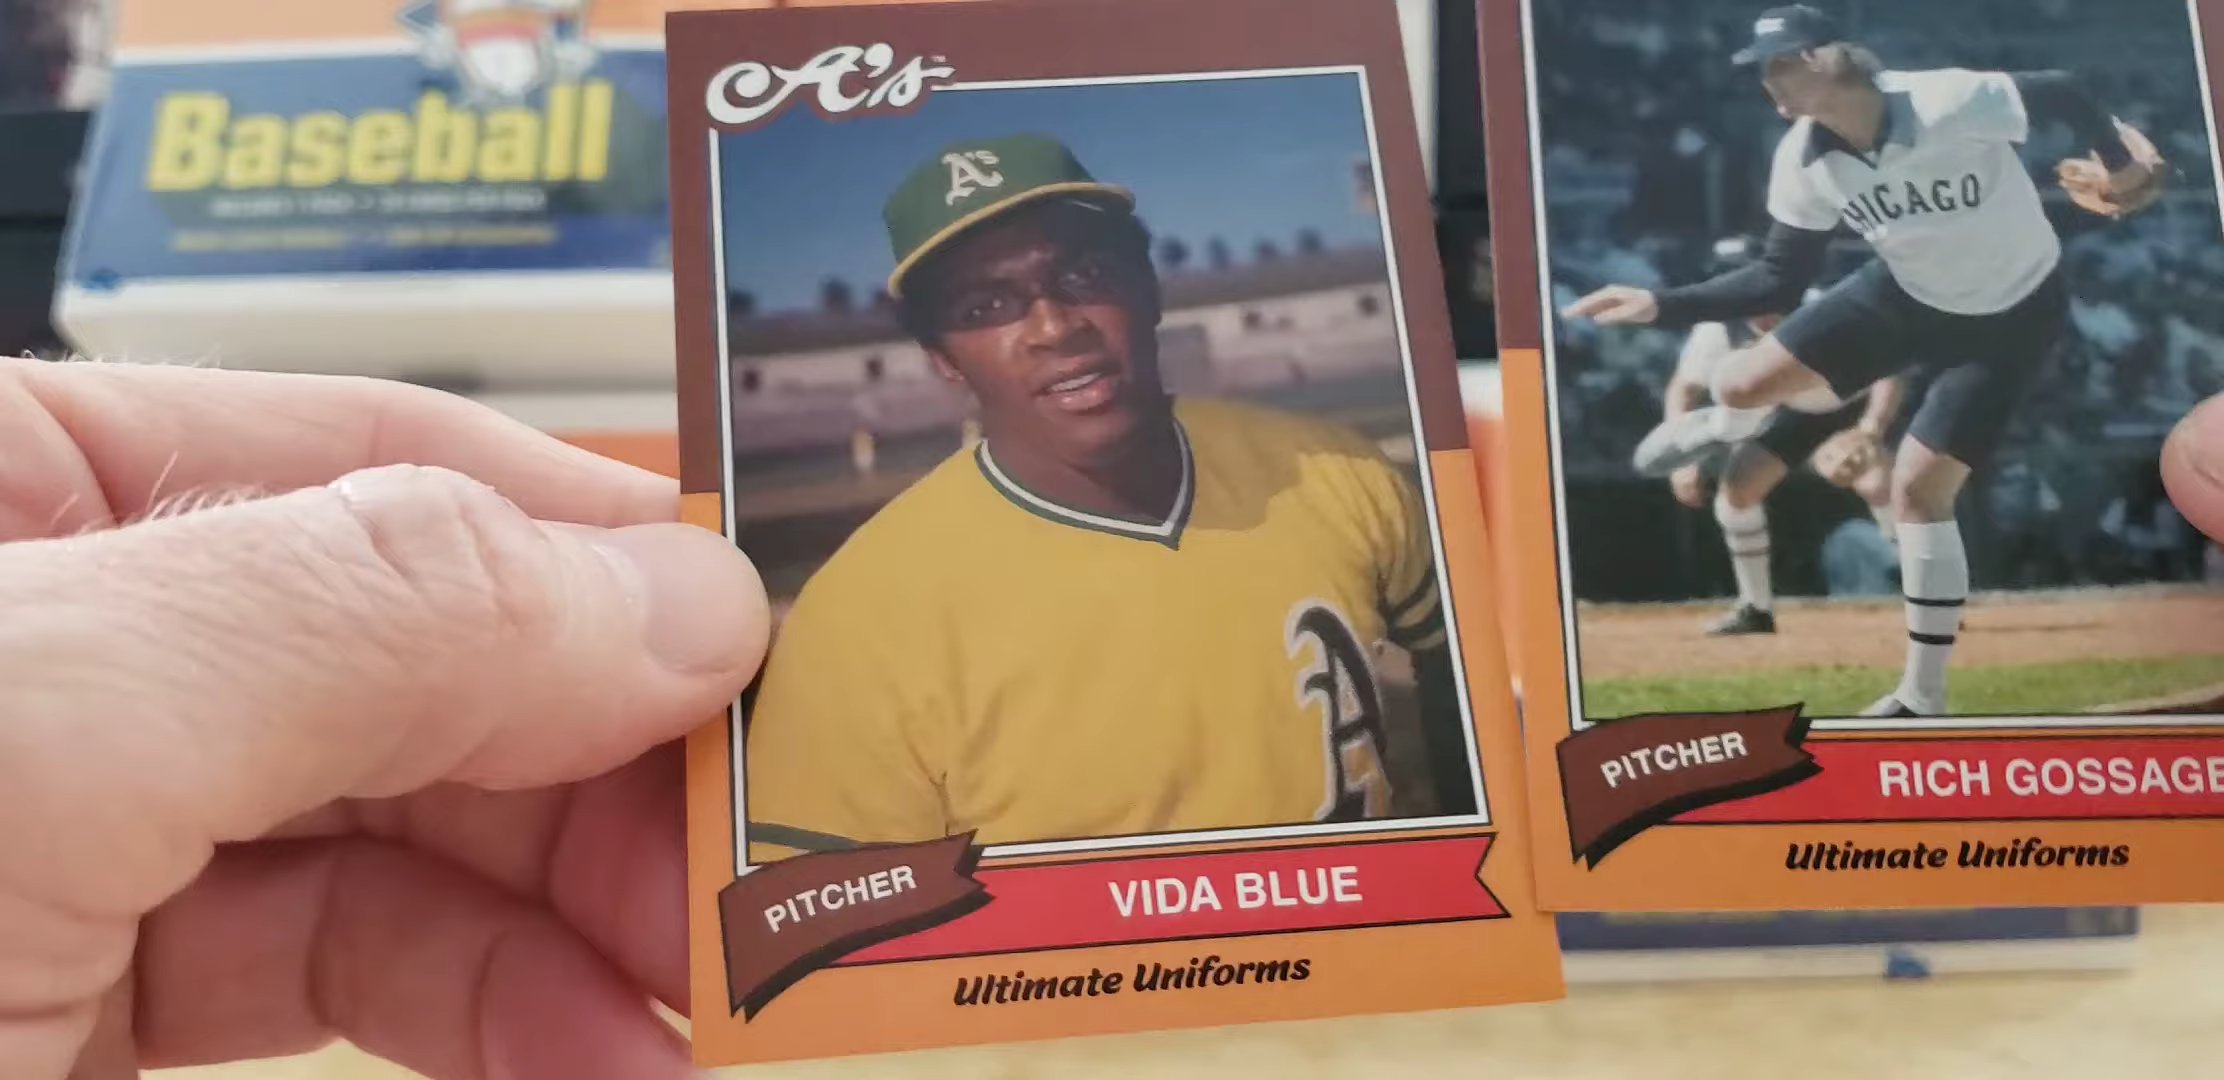 Baseball
A's
A's
A
PITCHER
VIDA BLUE
Ultimate Uniforms
CHICAGO
PITCHER
RICH GOSSAGE
Ultimate Uniforms